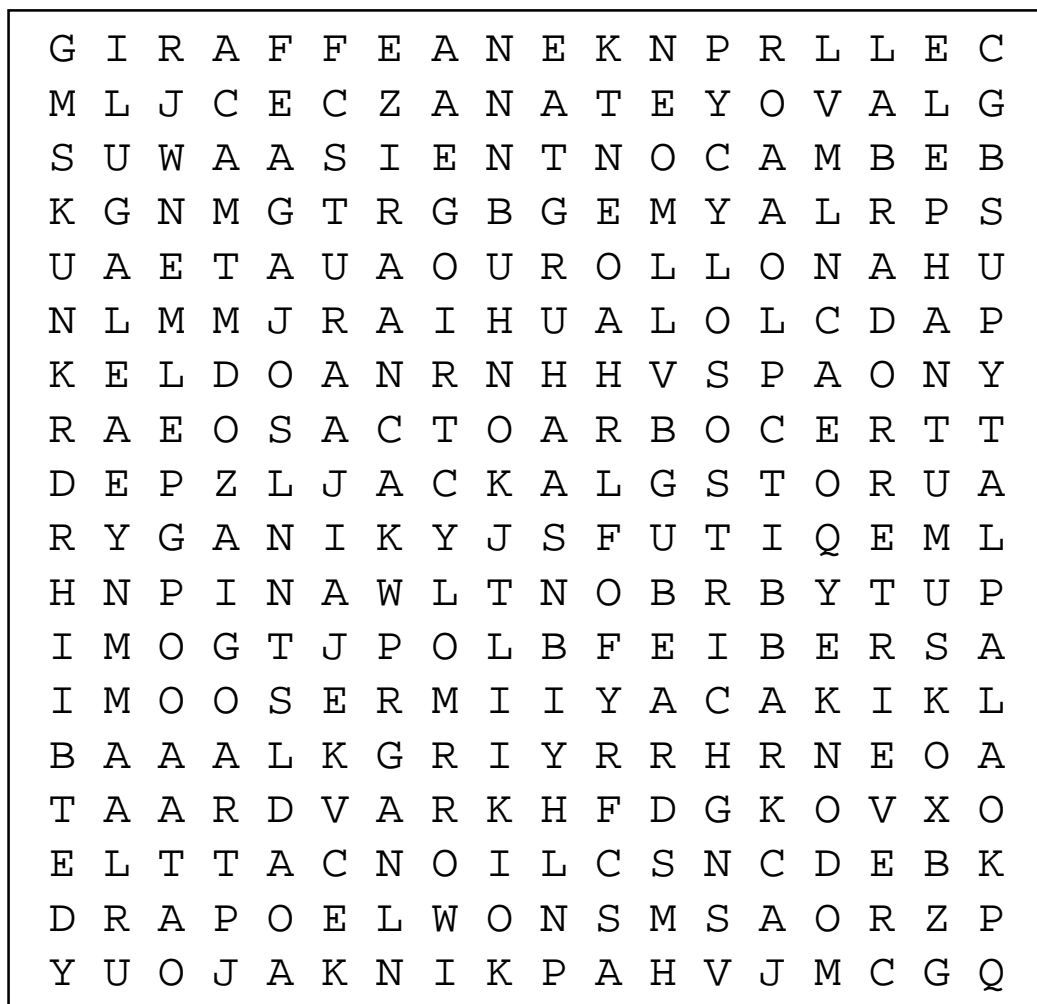 G I R A F F E A N E K N P R L L E C
M L J C E C Z A N A T E Y O V A L G
S U W A A S I E N T N O C A M B E B
K G N M G T R G B G E M Y A L R P S
U A E T A U A O U R O L L O N A H U
N L M M J R A I H U A L O L C D A P
K E L D O A N R N H H V S P A O N Y
R A E O S A C T O A R B O C E R T T
D E P Z L J A C K A L G S T O R U A
R Y G A N I K Y J S F U T I Q E M L
H N P I N A W L T N O B R B Y T U P
I M O G T J P O L B F E I B E R S A
I M O O S E R M I I Y A C A K I K L
B A A A L K G R I Y R R H R N E O A
T A A R D V A R K H F D G K O V X O
E L T T A C N O I L C S N C D E B K
D R A P O E L W O N S M S A O R Z P
Y U O J A K N I K P A H V J M C G Q